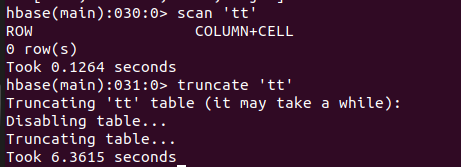 hbase(main):030:0> scan 'tt'
ROW COLUMN+CELL
0 row(s)
Took 0.1264 seconds
hbase(main):031:0> truncate 'tt'
Truncating 'tt' table (it may take a while):
Disabling table...
Truncating table...
Took 6.3615 seconds